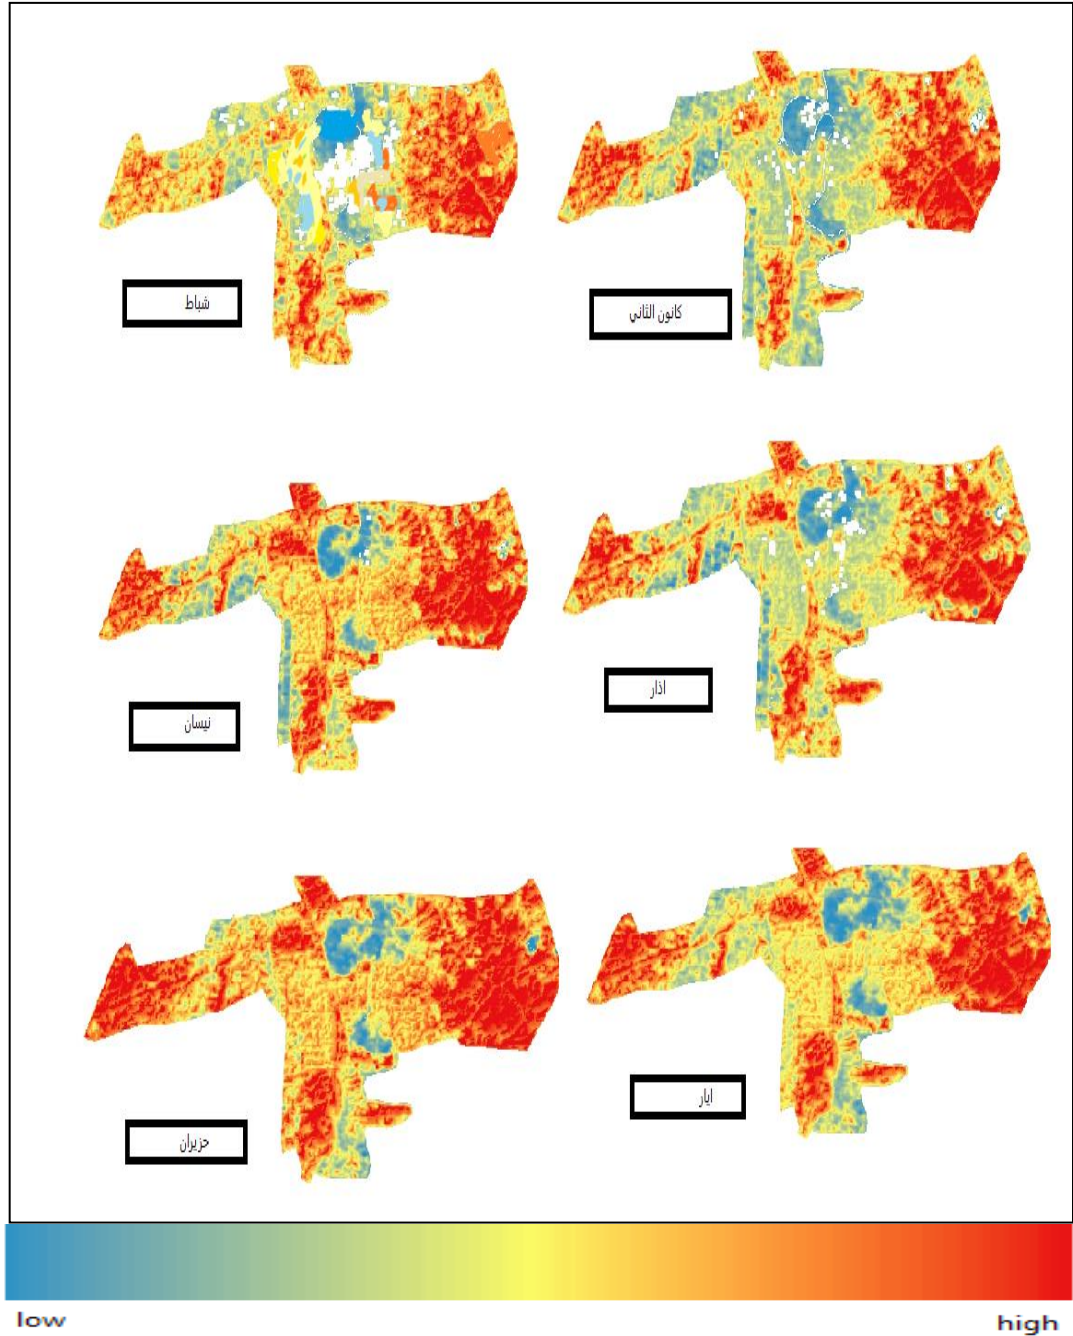 كانون الثاني
شباط
اذار
نيسان
ايار
حزيران
low
high